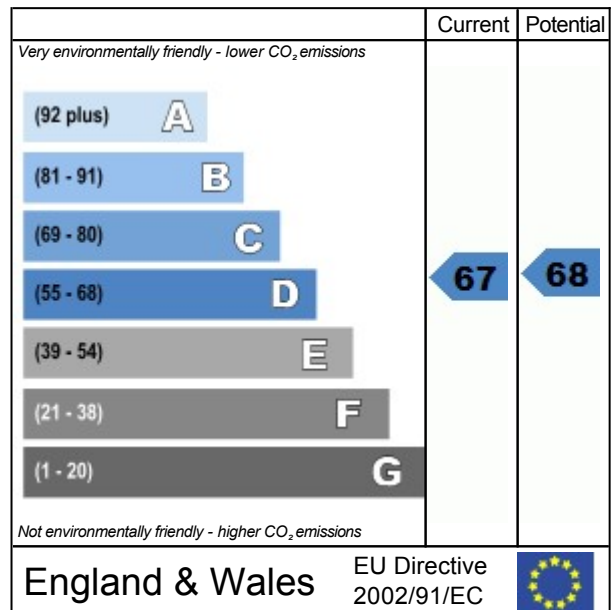 Current Potential
Very environmentally friendly - lower CO₂ emissions
(92 plus) A
(81 - 91) B
(69 - 80) C
(55 - 68) D
67 68
(39 - 54) E
(21 - 38) F
(1 - 20) G
Not environmentally friendly - higher CO₂ emissions
England & Wales
EU Directive
2002/91/EC